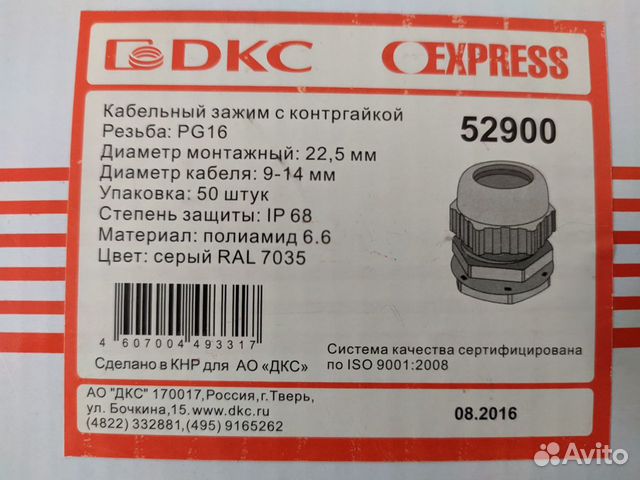 DKC
EXPRESS
Кабельный зажим с контргайкой
Резьба: PG16
52900
Диаметр монтажный: 22,5 мм
Диаметр кабеля: 9-14 мм
Упаковка: 50 штук
Степень защиты: IP 68
Материал: полиамид 6.6
Цвет: серый RAL 7035
4 607004 493317
Сделано в КНР для АО «ДКС»
Система качества сертифицирована
по ISO 9001:2008
АО "ДКС" 170017,Россия,г.Тверь,
ул. Бочкина,15.www.dkc.ru
(4822) 332881,(495) 9165262
08.2016
Avito